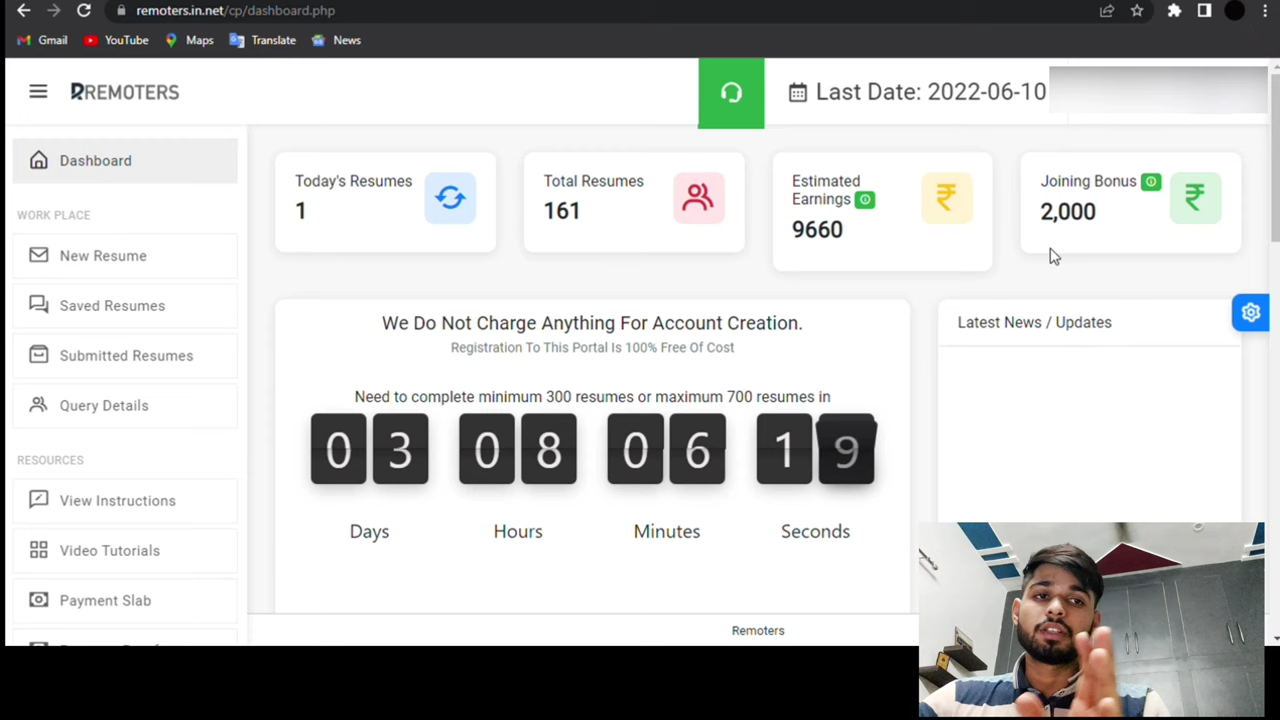 remoters.in.net/cp/dashboard.php
Gmail YouTube Maps Translate News
REMOTERS
Last Date: 2022-06-10
Dashboard
WORK PLACE
New Resume
Saved Resumes
Submitted Resumes
Query Details
RESOURCES
View Instructions
Video Tutorials
Payment Slab
Today's Resumes
1
Total Resumes
161
Estimated
Earnings
9660
Joining Bonus
2,000
We Do Not Charge Anything For Account Creation.
Registration To This Portal Is 100% Free Of Cost
Need to complete minimum 300 resumes or maximum 700 resumes in
03 08 06 19
Days Hours Minutes Seconds
Latest News / Updates
Remoters